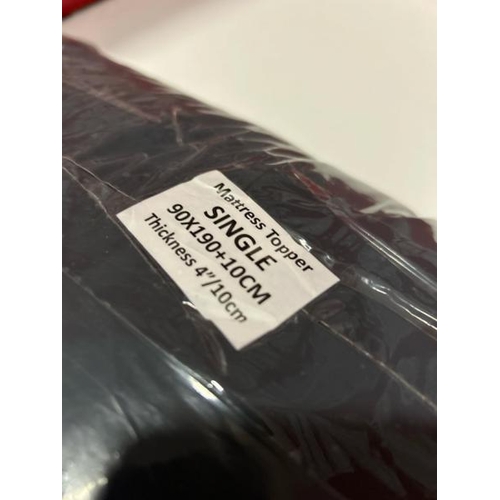 Mattress Topper
SINGLE
90X190+10CM
Thickness 4"/10cm